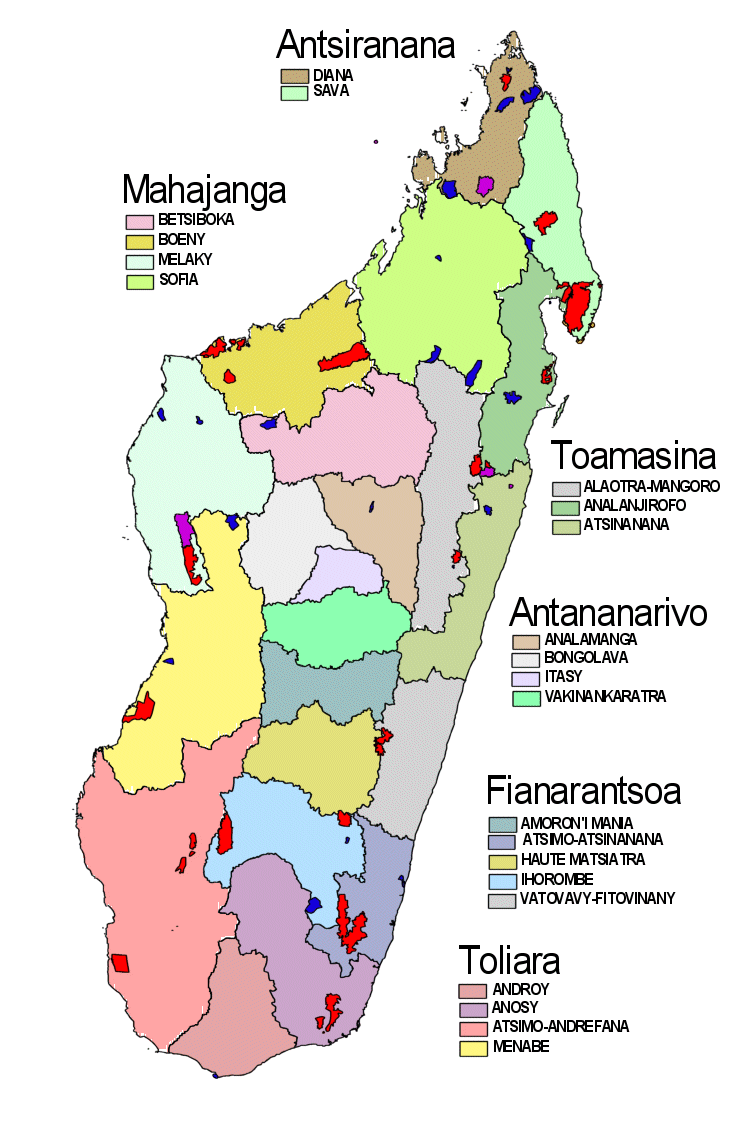 Antsiranana
DIANA
SAVA
Mahajanga
BETSIBOKA
BOENY
MELAKY
SOFIA
Toamasina
ALAOTRA-MANGORO
ANALANJIROFO
ATSINANANA
Antananarivo
ANALAMANGA
BONGOLAVA
ITASY
VAKINANKARATRA
Fianarantsoa
AMORON'I MANIA
ATSIMO-ATSINANANA
HAUTE MATSIATRA
IHOROMBE
VATOVAVY-FITOVINANY
Toliara
ANDROY
ANOSY
ATSIMO-ANDREFANA
MENABE